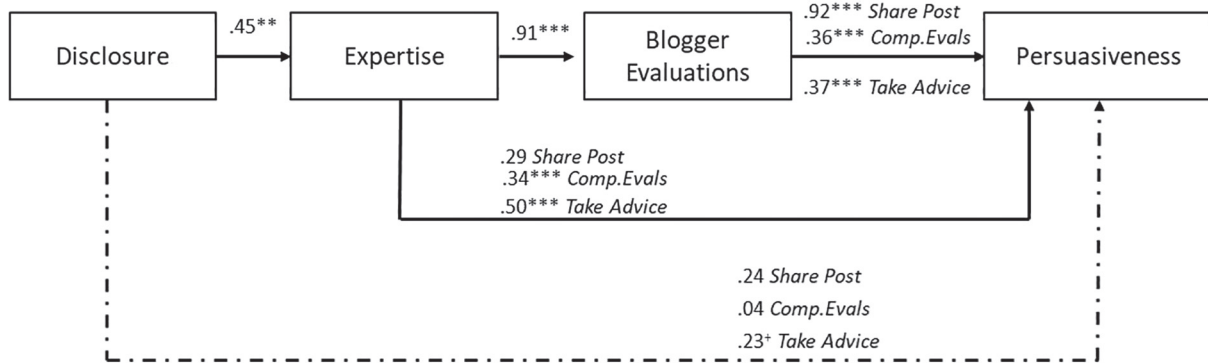 .92*** Share Post
.45**
.91***
.36*** Comp.Evals
Disclosure
Expertise
Blogger
Evaluations
Persuasiveness
.37*** Take Advice
.29 Share Post
.34*** Comp.Evals
.50*** Take Advice
.24 Share Post
.04 Comp.Evals
.23⁺ Take Advice